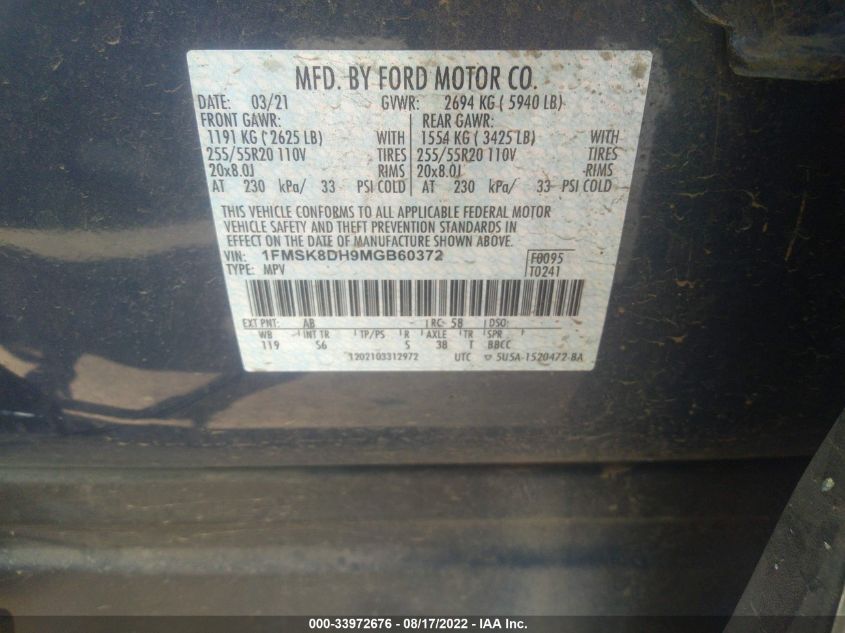 MFD. BY FORD MOTOR CO.
DATE: 03/21 GVWR: 2694 KG ( 5940 LB)
FRONT GAWR: REAR GAWR:
1191 KG ( 2625 LB) WITH 1554 KG ( 3425 LB) WITH
255/55R20 110V TIRES 255/55R20 110V TIRES
20x8.0J RIMS 20x8.0J RIMS
AT 230 kPa/ 33 PSI COLD AT 230 kPa/ 33 PSI COLD
THIS VEHICLE CONFORMS TO ALL APPLICABLE FEDERAL MOTOR
VEHICLE SAFETY AND THEFT PREVENTION STANDARDS IN
EFFECT ON THE DATE OF MANUFACTURE SHOWN ABOVE.
VIN: 1FMSK8DH9MGB60372 F0095
TYPE: MPV T0241
EXT PNT: AB RC: 58 DSO:
WB INT TR TP/PS R AXLE TR SPR
119 S6 5 38 T BBCC
1202103312972 UTC 5U5A-1520472-BA
000-33972676 - 08/17/2022 - IAA Inc.